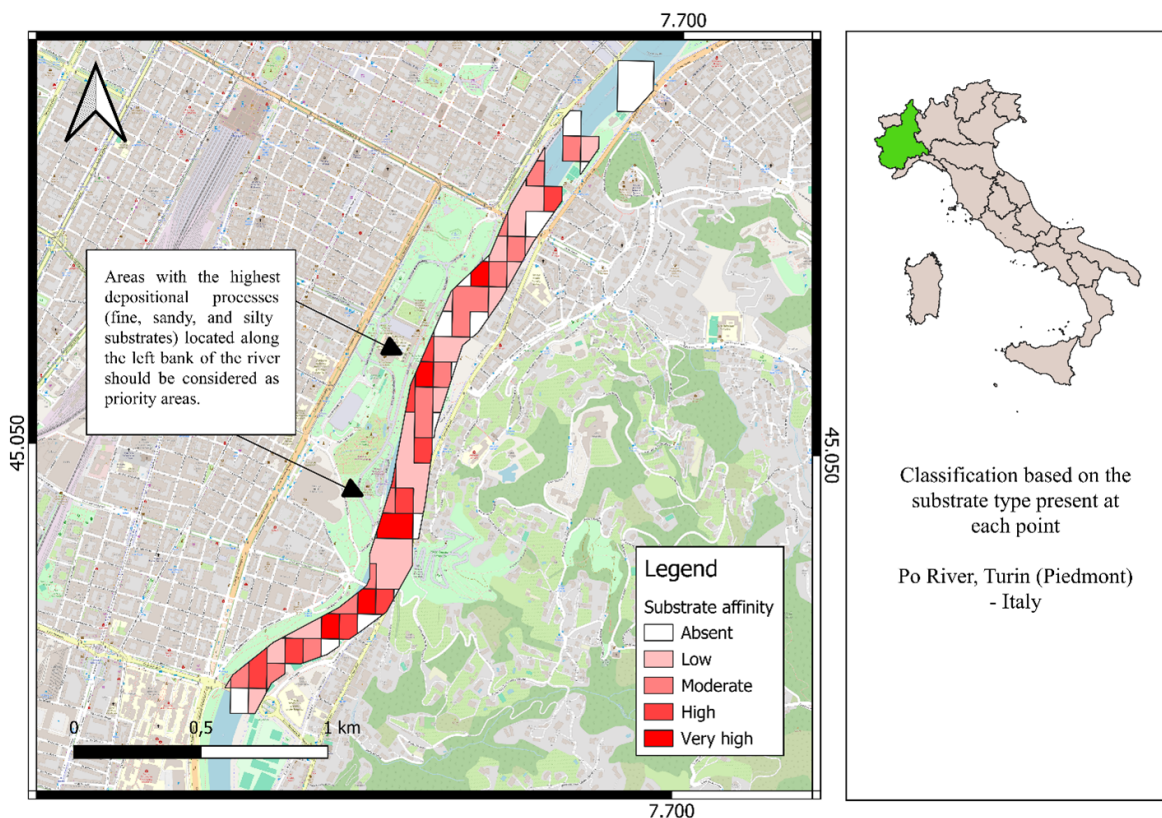 7.700
Areas with the highest
depositional processes
(fine, sandy, and silty
substrates) located along
the left bank of the river
should be considered as
priority areas.
45.050
45.050
Legend
Substrate affinity
Absent
Low
Moderate
High
Very high
0
0,5
1 km
7.700
Classification based on the
substrate type present at
each point
Po River, Turin (Piedmont)
- Italy